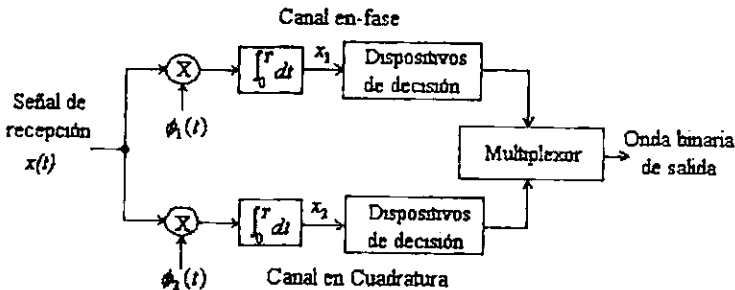 Canal en-fase
x₁
∫₀ᵀ dt
Dispositivos
de decisión
X
ϕ₁(t)
Señal de
recepción
x(t)
Multiplexor
Onda binaria
de salida
X
ϕ₂(t)
∫₀ᵀ dt
x₂
Dispositivos
de decisión
Canal en Cuadratura